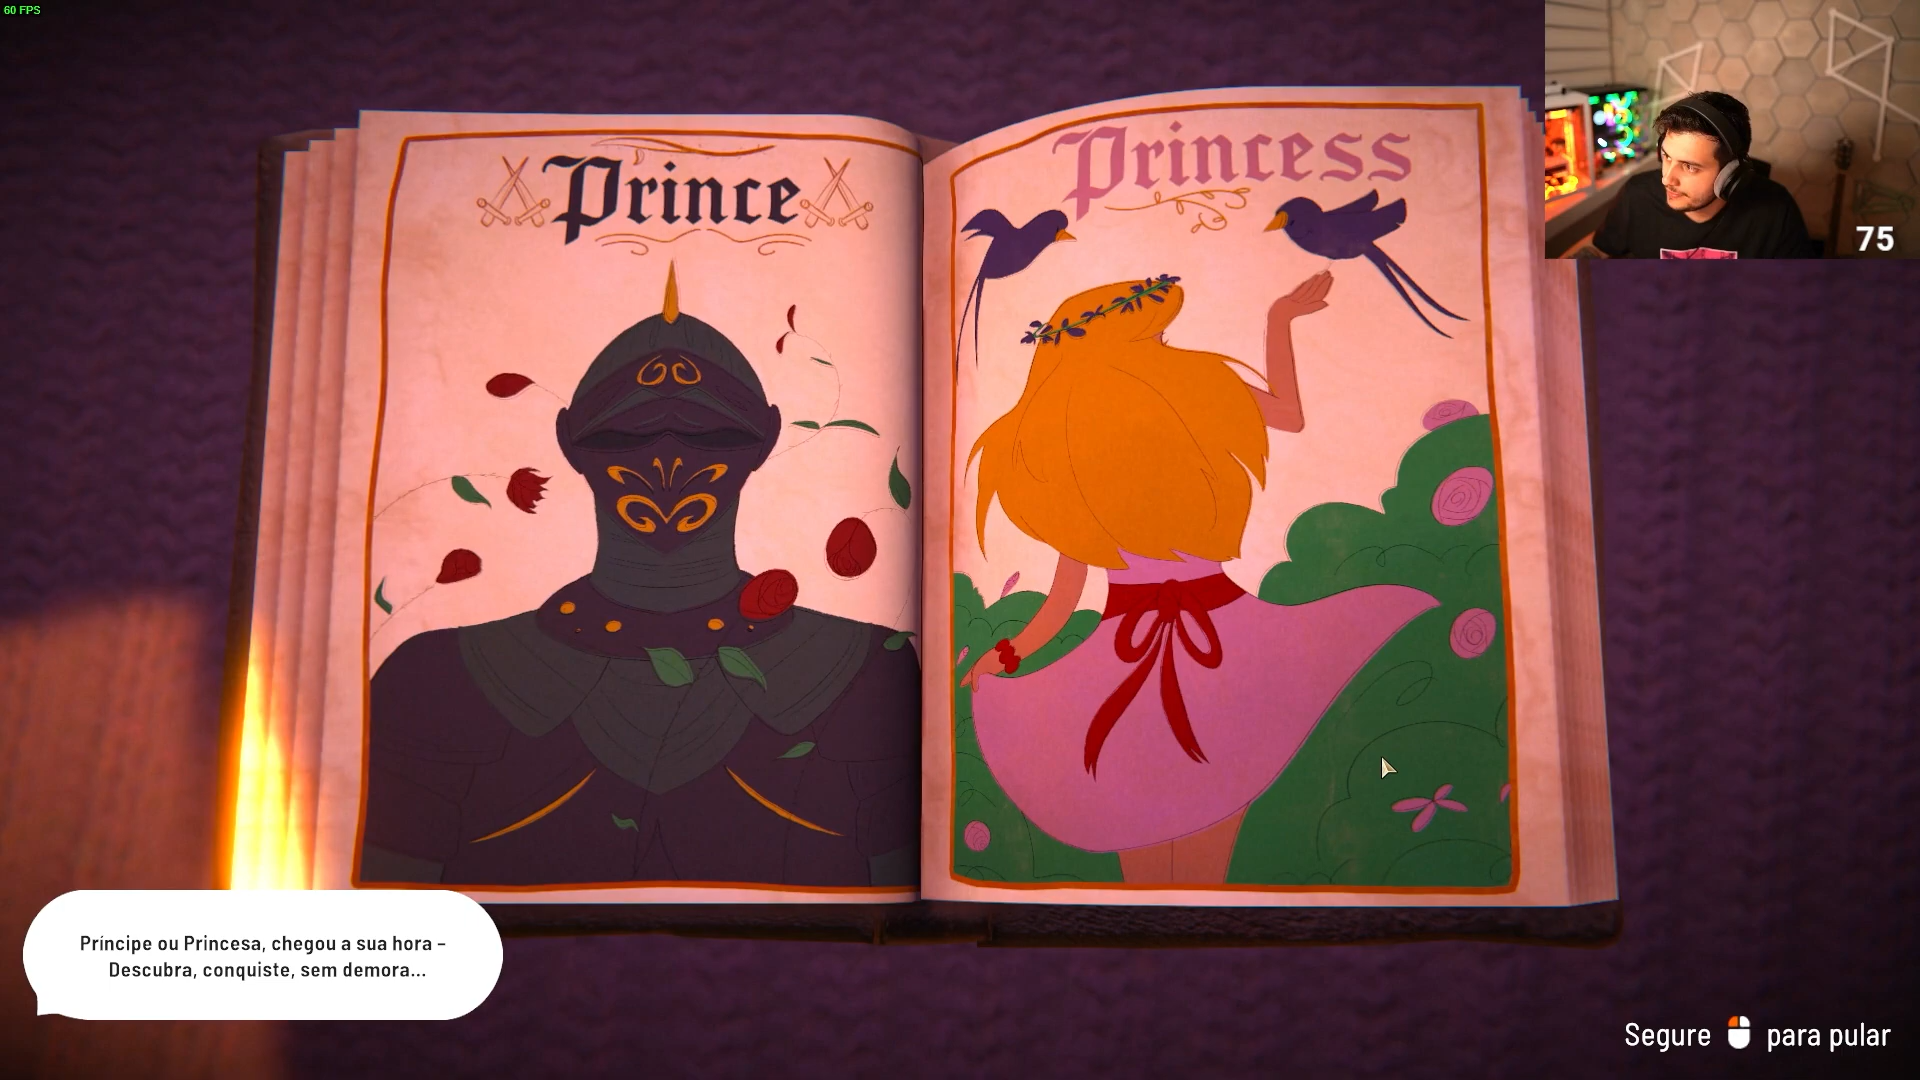 60 FPS
Prince
Princess
75
Príncipe ou Princesa, chegou a sua hora –
Descubra, conquiste, sem demora...
Segure para pular